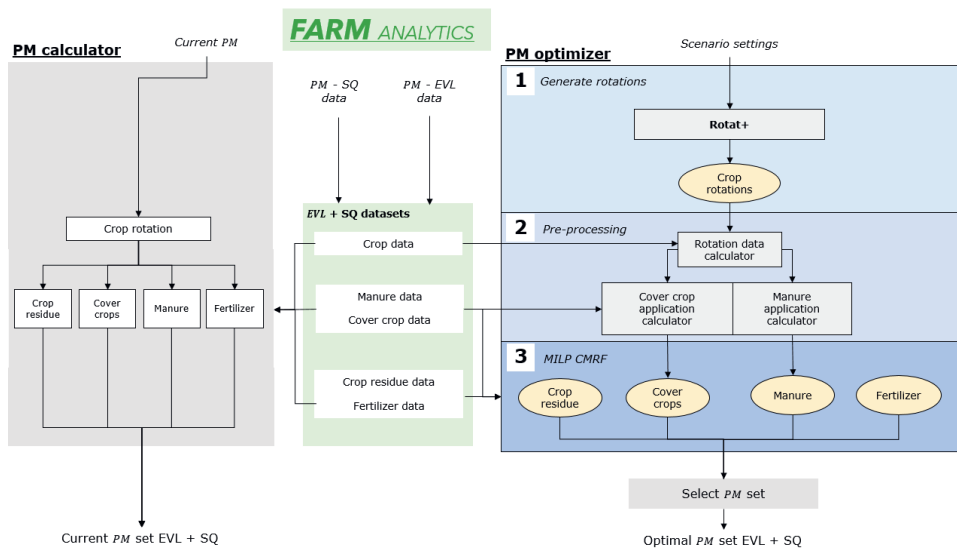 FARM ANALYTICS
PM calculator
Current PM
Crop rotation
Crop
residue
Cover
crops
Manure
Fertilizer
Current PM set EVL + SQ
PM - SQ
data
PM - EVL
data
EVL + SQ datasets
Crop data
Manure data
Cover crop data
Crop residue data
Fertilizer data
PM optimizer
Scenario settings
1 Generate rotations
Rotat+
Crop
rotations
2 Pre-processing
Rotation data
calculator
Cover crop
application
calculator
Manure
application
calculator
3 MILP CMRF
Crop
residue
Cover
crops
Manure
Fertilizer
Select PM set
Optimal PM set EVL + SQ